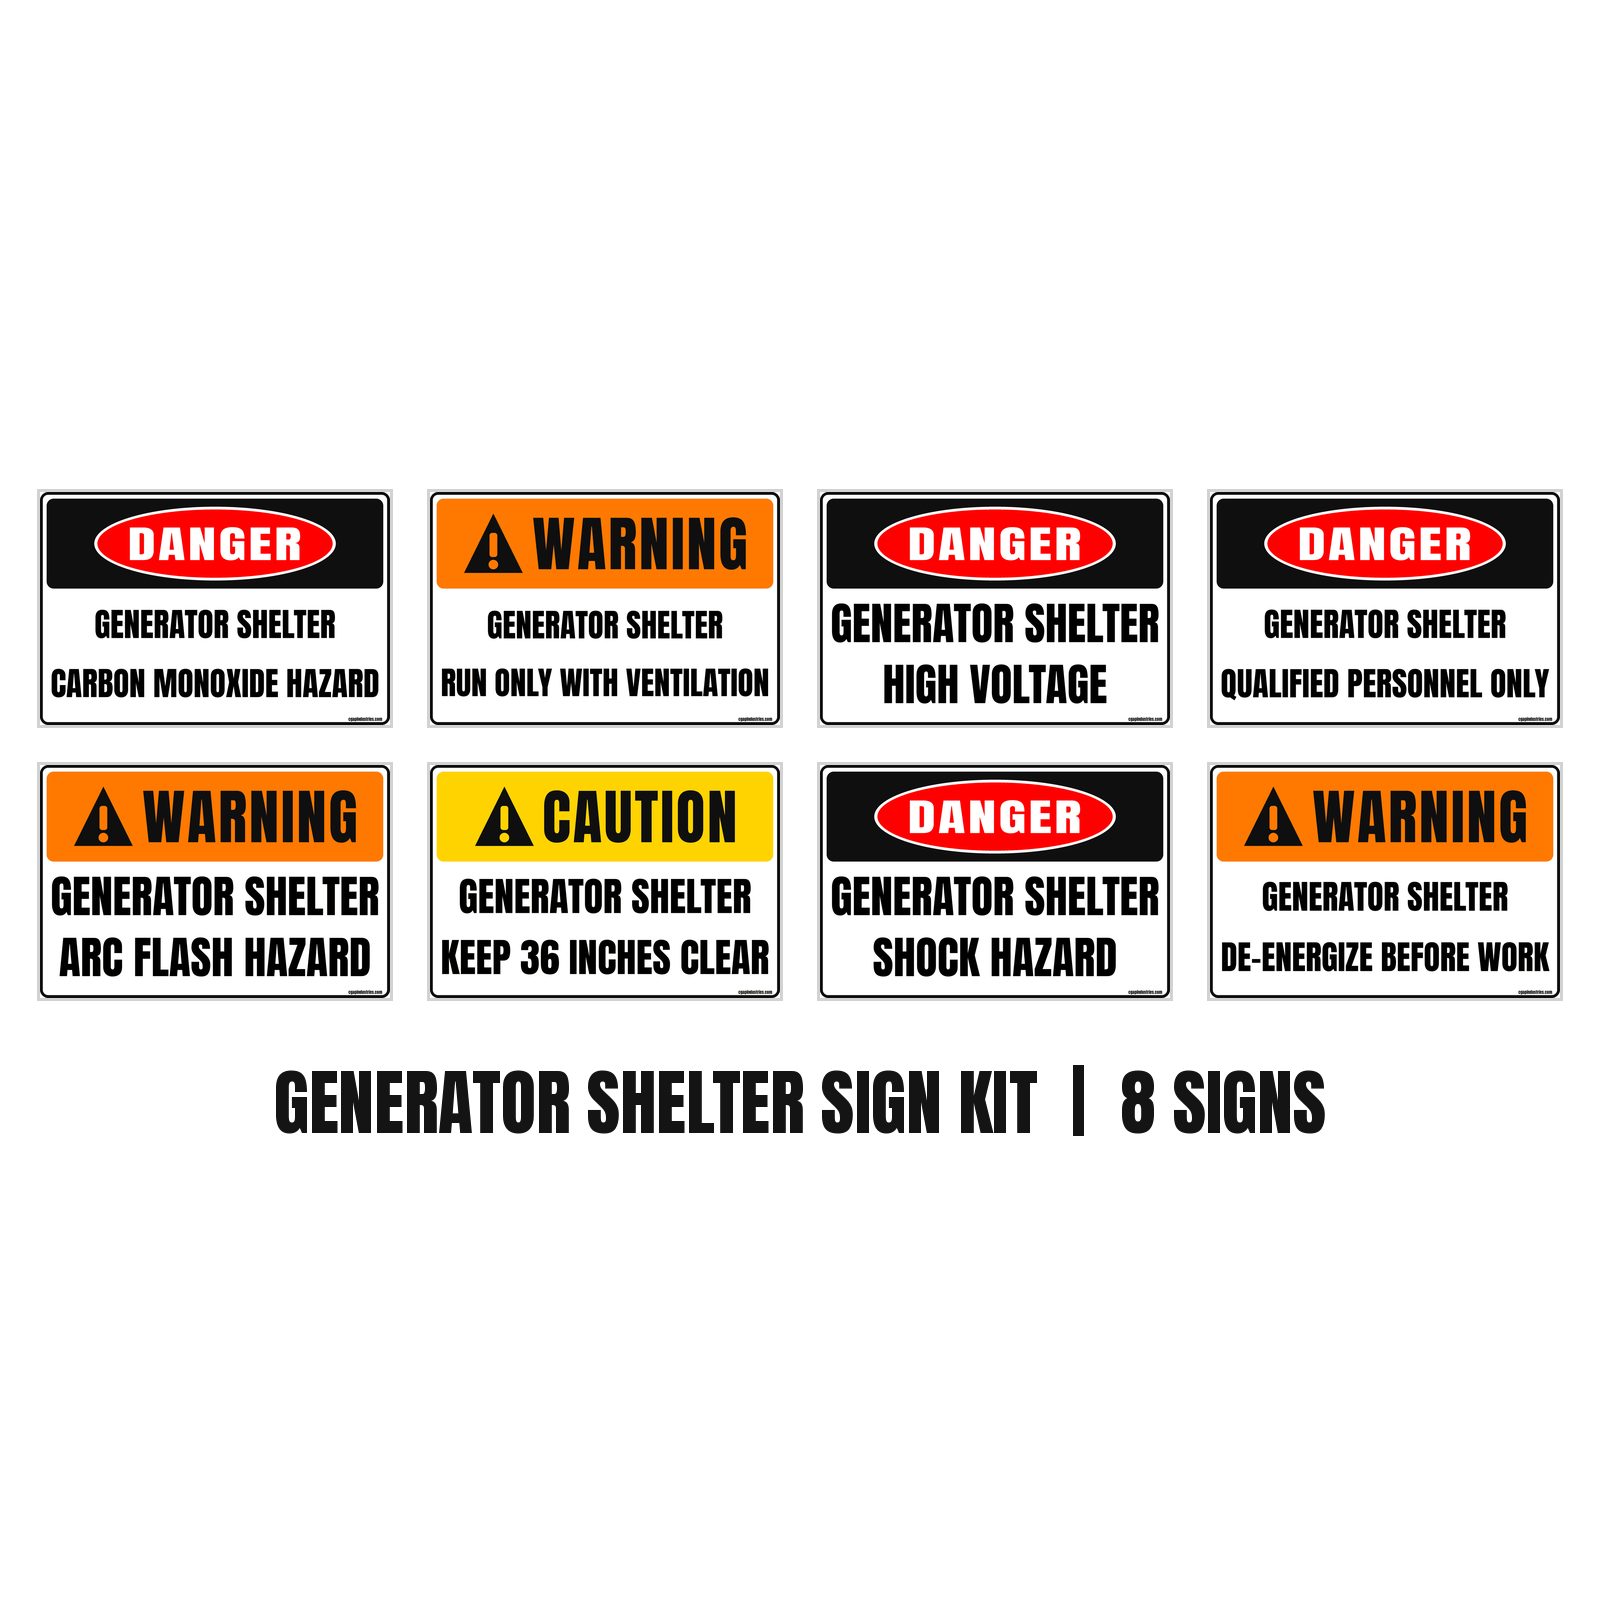 DANGER
GENERATOR SHELTER
CARBON MONOXIDE HAZARD
WARNING
GENERATOR SHELTER
RUN ONLY WITH VENTILATION
DANGER
GENERATOR SHELTER
HIGH VOLTAGE
DANGER
GENERATOR SHELTER
QUALIFIED PERSONNEL ONLY
WARNING
GENERATOR SHELTER
ARC FLASH HAZARD
CAUTION
GENERATOR SHELTER
KEEP 36 INCHES CLEAR
DANGER
GENERATOR SHELTER
SHOCK HAZARD
WARNING
GENERATOR SHELTER
DE-ENERGIZE BEFORE WORK
GENERATOR SHELTER SIGN KIT | 8 SIGNS